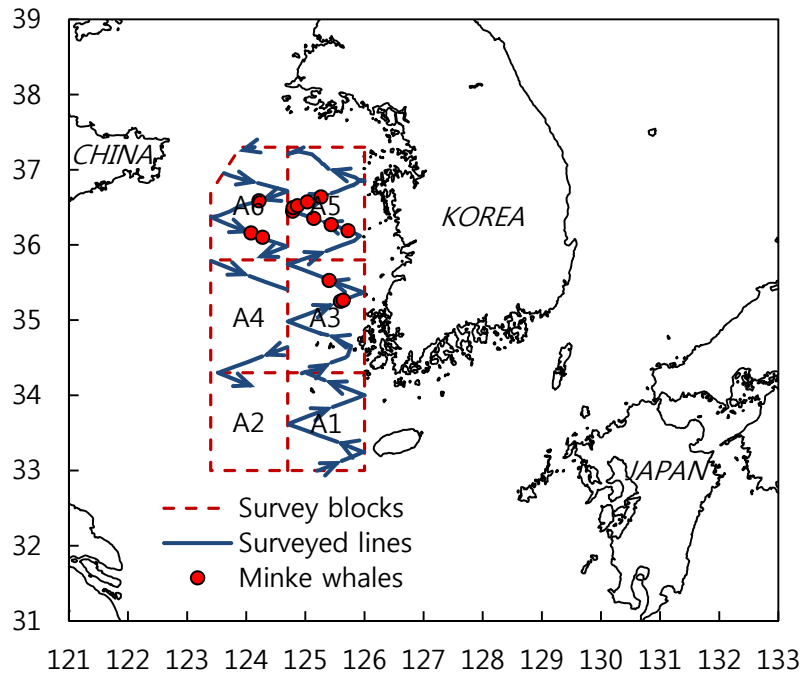 39
38
37
36
35
34
33
32
31
CHINA
KOREA
JAPAN
A6
A5
A4
A3
A2
A1
Survey blocks
Surveyed lines
Minke whales
121 122 123 124 125 126 127 128 129 130 131 132 133